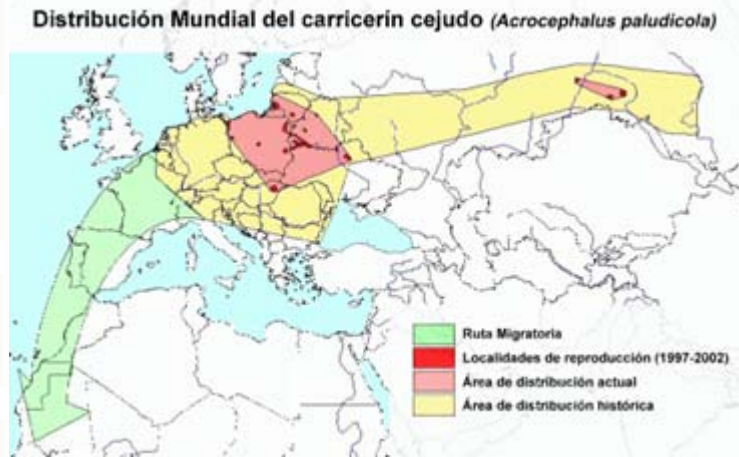 Distribución Mundial del carricerín cejudo (Acrocephalus paludicola)
Ruta Migratoria
Localidades de reproducción (1997-2002)
Área de distribución actual
Área de distribución histórica